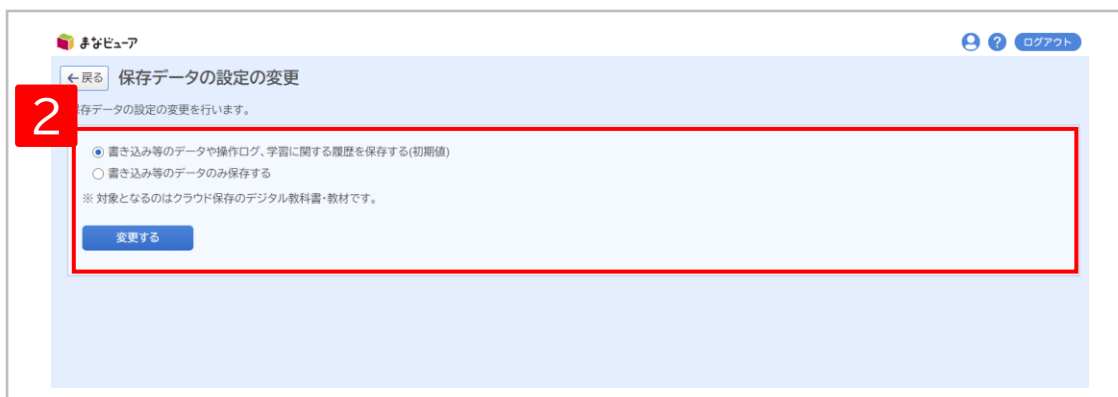 まなビューア
? ログアウト
←戻る 保存データの設定の変更
2
存データの設定の変更を行います。
書き込み等のデータや操作ログ、学習に関する履歴を保存する(初期値)
書き込み等のデータのみ保存する
※ 対象となるのはクラウド保存のデジタル教科書・教材です。
変更する